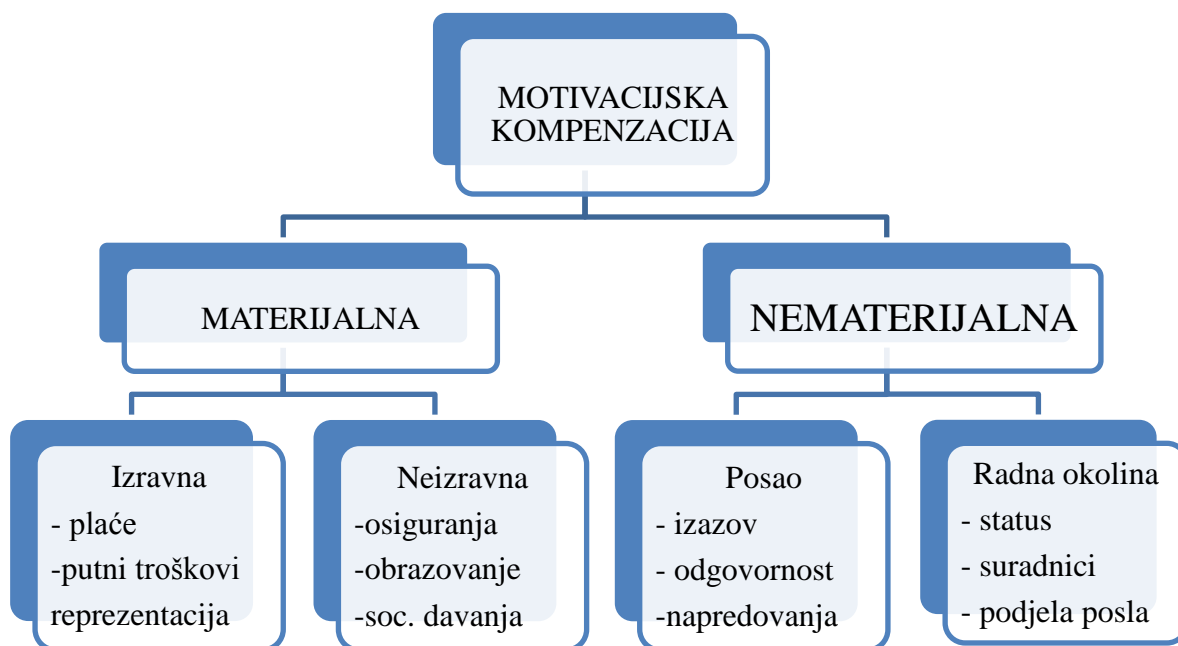 MOTIVACIJSKA
KOMPENZACIJA
MATERIJALNA
NEMATERIJALNA
Izravna
- plaće
-putni troškovi
reprezentacija
Neizravna
-osiguranja
-obrazovanje
-soc. davanja
Posao
- izazov
- odgovornost
-napredovanja
Radna okolina
- status
- suradnici
- podjela posla